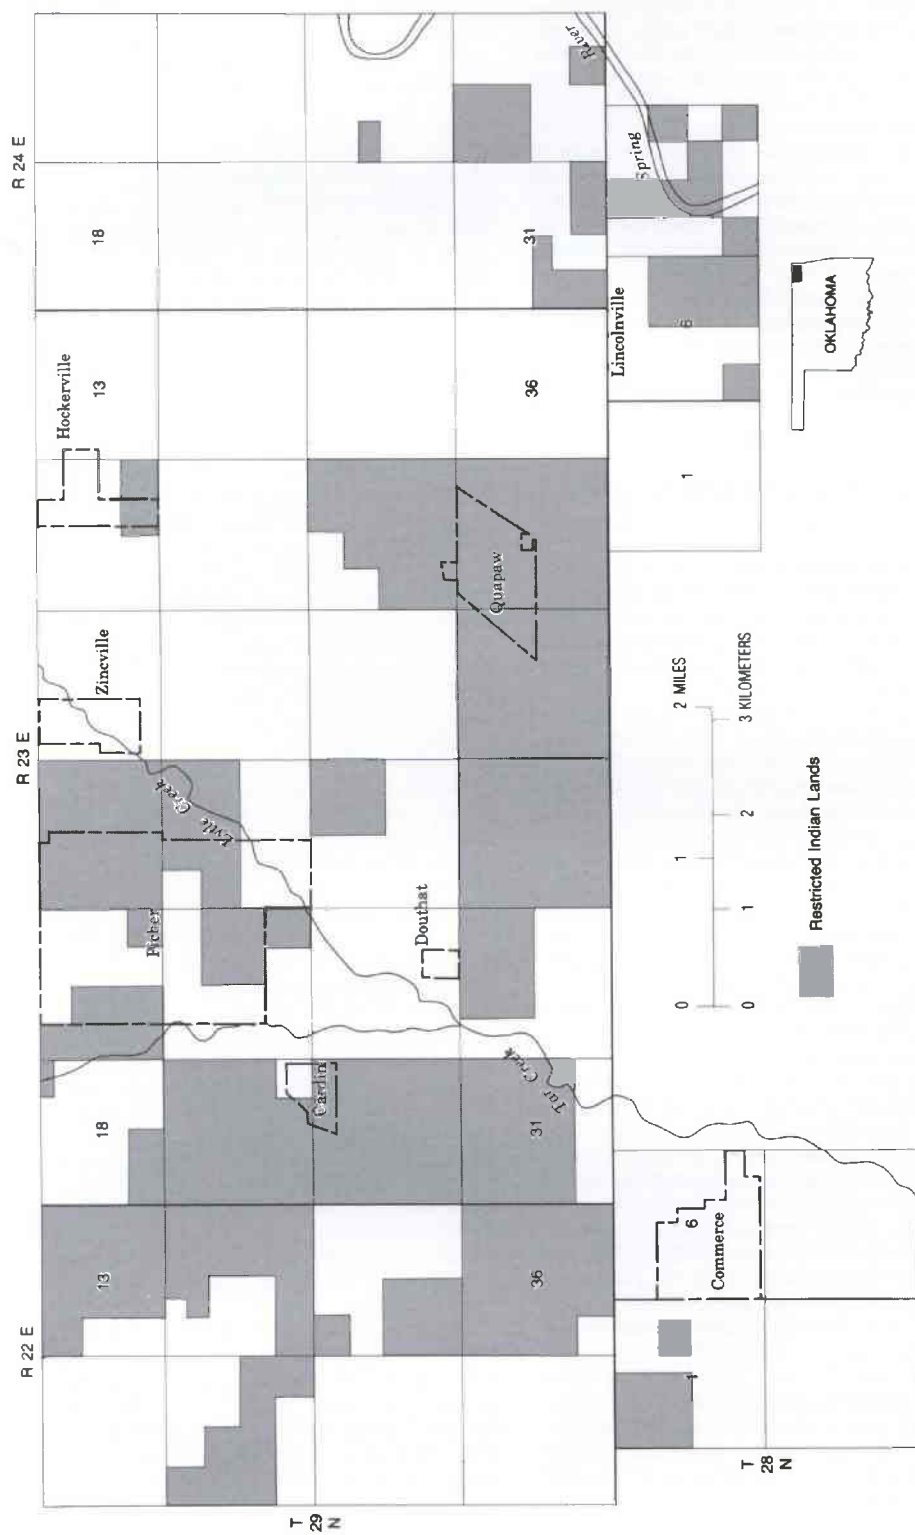 R 22 E
R 23 E
R 24 E
13
18
Picher
Zincville
Hockerville
13
18
Lytle Creek
T
29
N
Cardin
Douthat
Quapaw
36
31
Tar Creek
36
31
Spring River
Lincolnville
6
1
1
6
Commerce
T
28
N
0 1 2 MILES
0 1 2 3 KILOMETERS
Restricted Indian Lands
OKLAHOMA